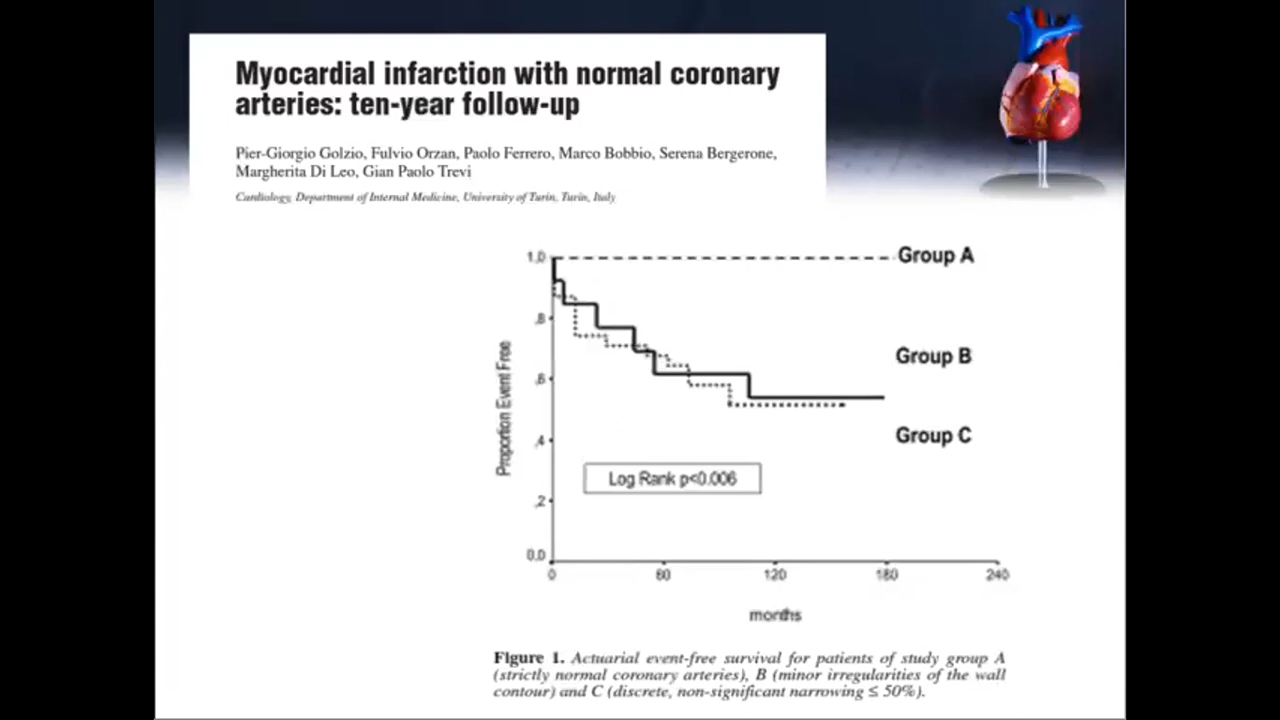 Myocardial infarction with normal coronary
arteries: ten-year follow-up
Pier-Giorgio Golzio, Fulvio Orzan, Paolo Ferrero, Marco Bobbio, Serena Bergerone,
Margherita Di Leo, Gian Paolo Trevi
Cardiology, Department of Internal Medicine, University of Turin, Turin, Italy
1,0
Group A
,8
Proportion Event Free
Group B
,6
,4
Group C
Log Rank p<0.006
,2
0,0
0 60 120 180 240
months
Figure 1. Actuarial event-free survival for patients of study group A
(strictly normal coronary arteries), B (minor irregularities of the wall
contour) and C (discrete, non-significant narrowing ≤ 50%).